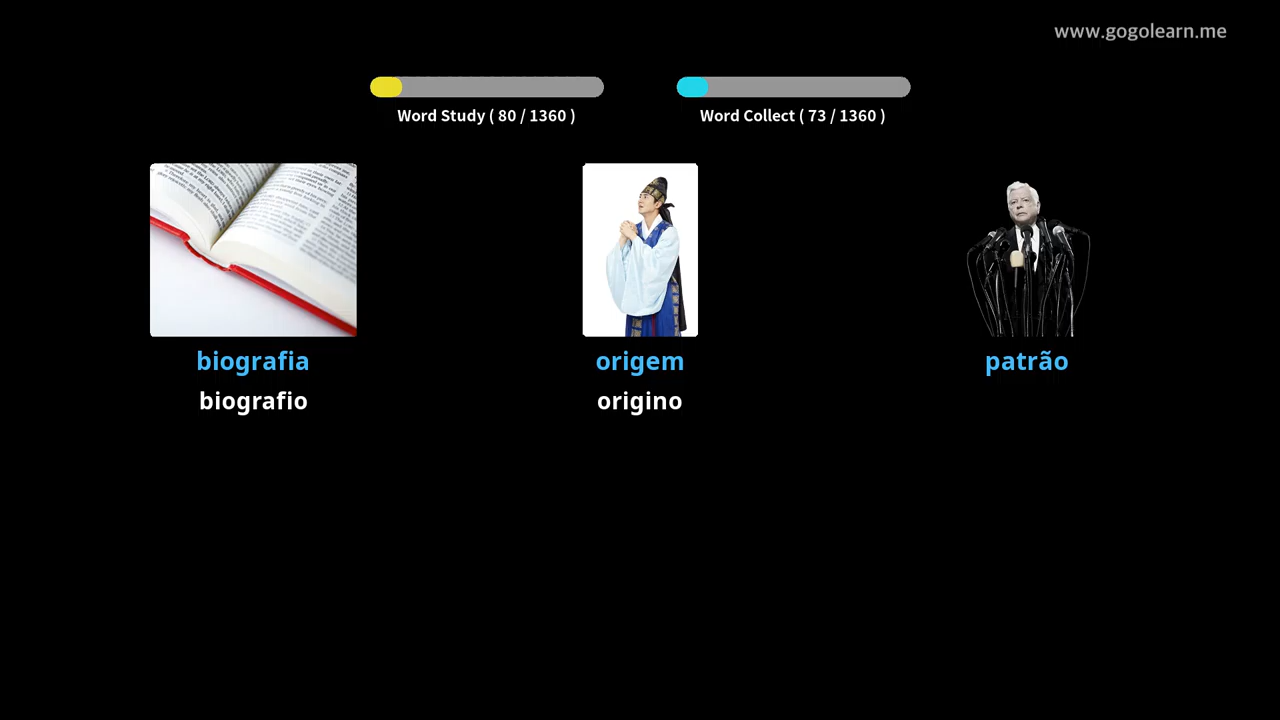 www.gogolearn.me
Word Study ( 80 / 1360 )
Word Collect ( 73 / 1360 )
biografia
origem
patrão
biografio
origino